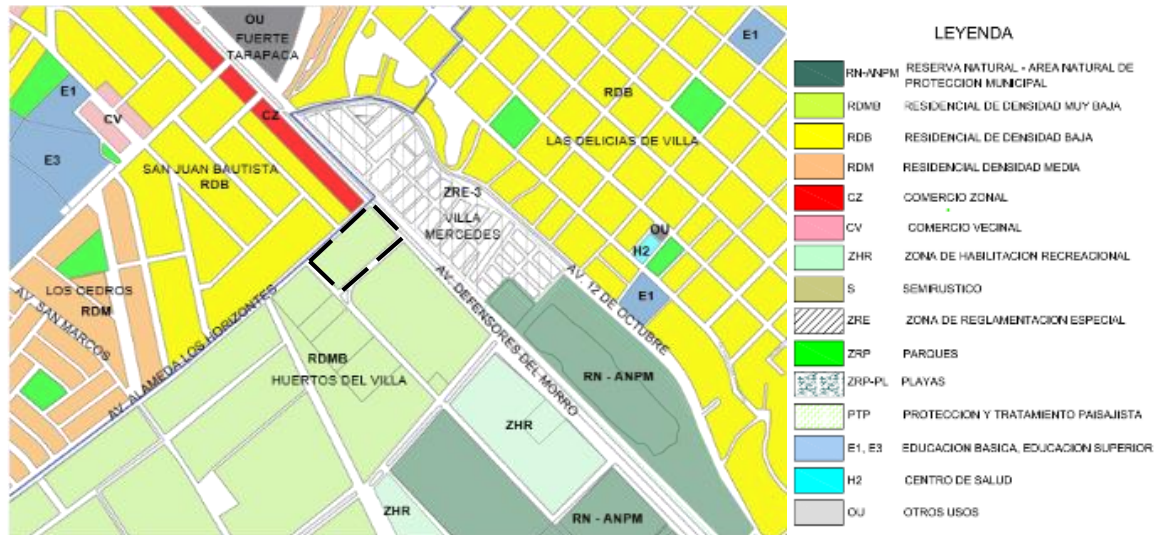 OU
FUERTE
TARAPACA
E1
E1
CV
CZ
RDB
E3
SAN JUAN BAUTISTA
RDB
LAS DELICIAS DE VILLA
ZRE-3
VILLA
MERCEDES
OU
H2
E1
LOS CEDROS
RDM
AV. SAN MARCOS
AV. ALAMEDA LOS HORIZONTES
AV. DEFENSORES DEL MORRO
AV. 12 DE OCTUBRE
RDMB
HUERTOS DEL VILLA
RN - ANPM
ZHR
ZHR
RN - ANPM
LEYENDA
RN-ANPM RESERVA NATURAL - AREA NATURAL DE
PROTECCION MUNICIPAL
RDMB RESIDENCIAL DE DENSIDAD MUY BAJA
RDB RESIDENCIAL DE DENSIDAD BAJA
RDM RESIDENCIAL DENSIDAD MEDIA
CZ COMERCIO ZONAL
CV COMERCIO VECINAL
ZHR ZONA DE HABILITACION RECREACIONAL
S SEMIRUSTICO
ZRE ZONA DE REGLAMENTACION ESPECIAL
ZRP PARQUES
ZRP-PL PLAYAS
PTP PROTECCION Y TRATAMIENTO PAISAJISTA
E1, E3 EDUCACION BASICA, EDUCACION SUPERIOR
H2 CENTRO DE SALUD
OU OTROS USOS